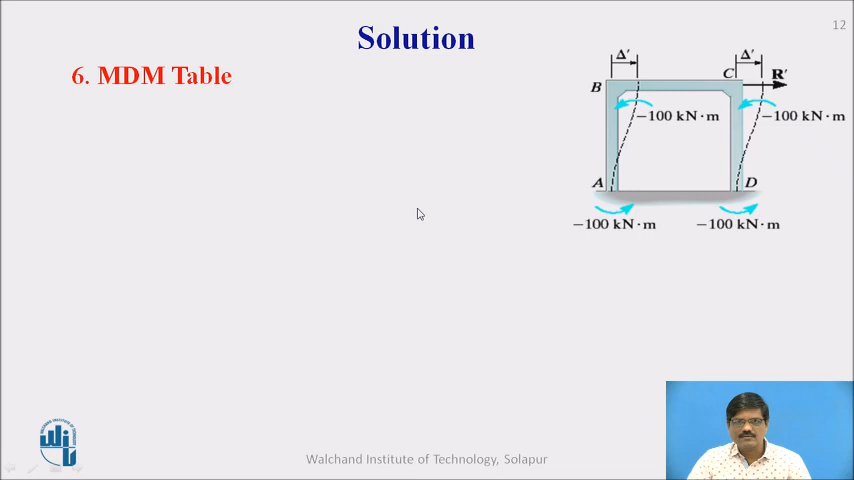 12
Solution
6. MDM Table
Δ′ Δ′
B C R′
−100 kN·m −100 kN·m
A D
−100 kN·m −100 kN·m
Walchand Institute of Technology, Solapur